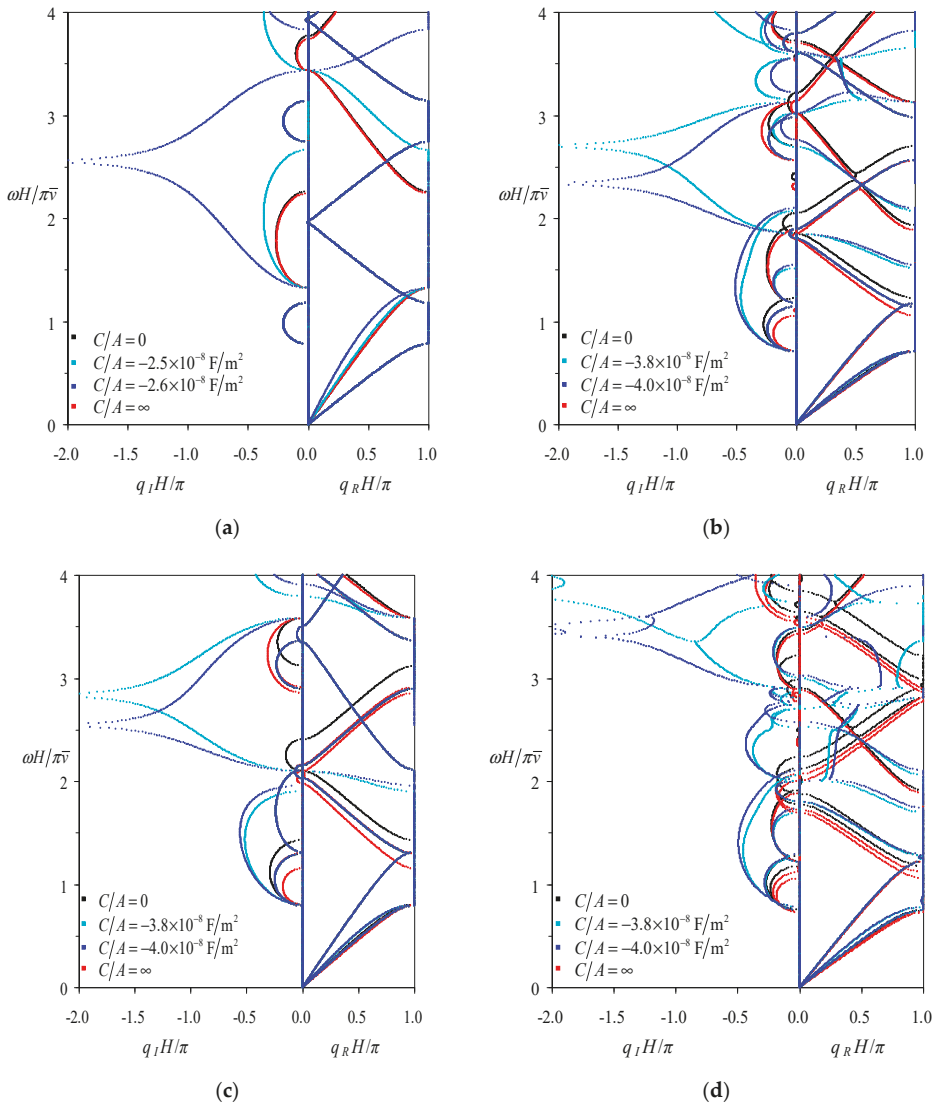 4
3
ωH/πv̄
2
1
0
C/A = 0
C/A = −2.5×10⁻⁸ F/m²
C/A = −2.6×10⁻⁸ F/m²
C/A = ∞
-2.0 -1.5 -1.0 -0.5 0.0 0.5 1.0
q_I H/π q_R H/π
(a)
4
3
ωH/πv̄
2
1
0
C/A = 0
C/A = −3.8×10⁻⁸ F/m²
C/A = −4.0×10⁻⁸ F/m²
C/A = ∞
-2.0 -1.5 -1.0 -0.5 0.0 0.5 1.0
q_I H/π q_R H/π
(b)
4
3
ωH/πv̄
2
1
0
C/A = 0
C/A = −3.8×10⁻⁸ F/m²
C/A = −4.0×10⁻⁸ F/m²
C/A = ∞
-2.0 -1.5 -1.0 -0.5 0.0 0.5 1.0
q_I H/π q_R H/π
(c)
4
3
ωH/πv̄
2
1
0
C/A = 0
C/A = −3.8×10⁻⁸ F/m²
C/A = −4.0×10⁻⁸ F/m²
C/A = ∞
-2.0 -1.5 -1.0 -0.5 0.0 0.5 1.0
q_I H/π q_R H/π
(d)